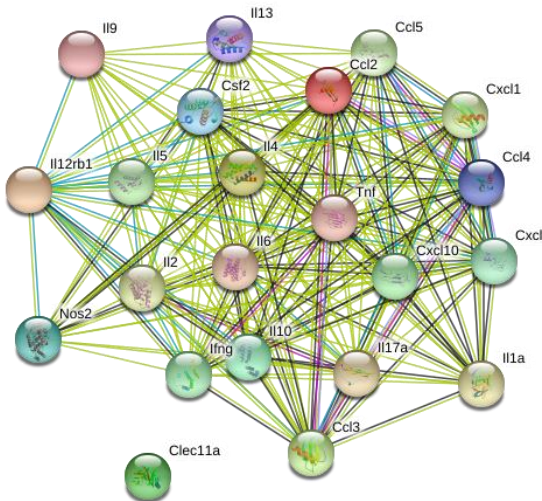 Il9
Il13
Ccl5
Ccl2
Csf2
Cxcl1
Il12rb1
Il5
Il4
Ccl4
Tnf
Il2
Il6
Cxcl10
Cxcl
Nos2
Ifng
Il10
Il17a
Il1a
Ccl3
Clec11a